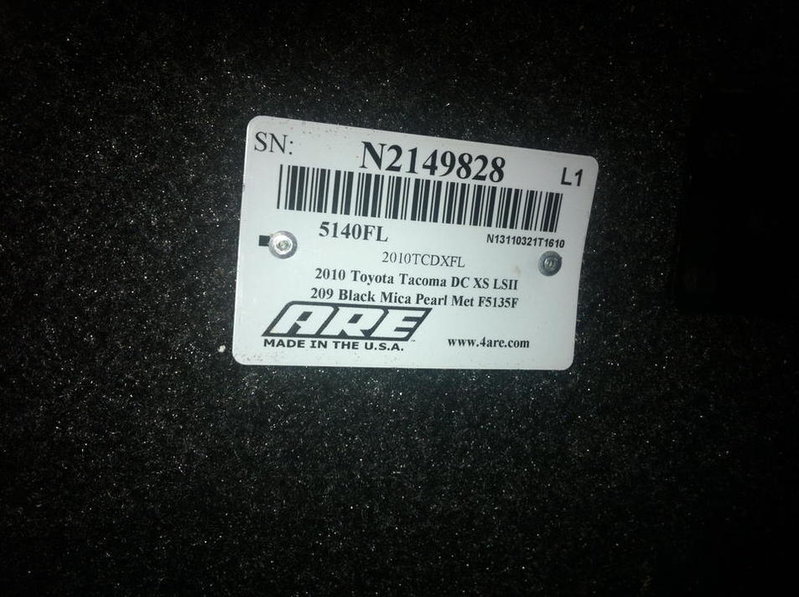 SN: N2149828 L1
5140FL N13110321T1610
2010TCDXFL
2010 Toyota Tacoma DC XS LSII
209 Black Mica Pearl Met F5135F
ARE
MADE IN THE U.S.A. www.4are.com